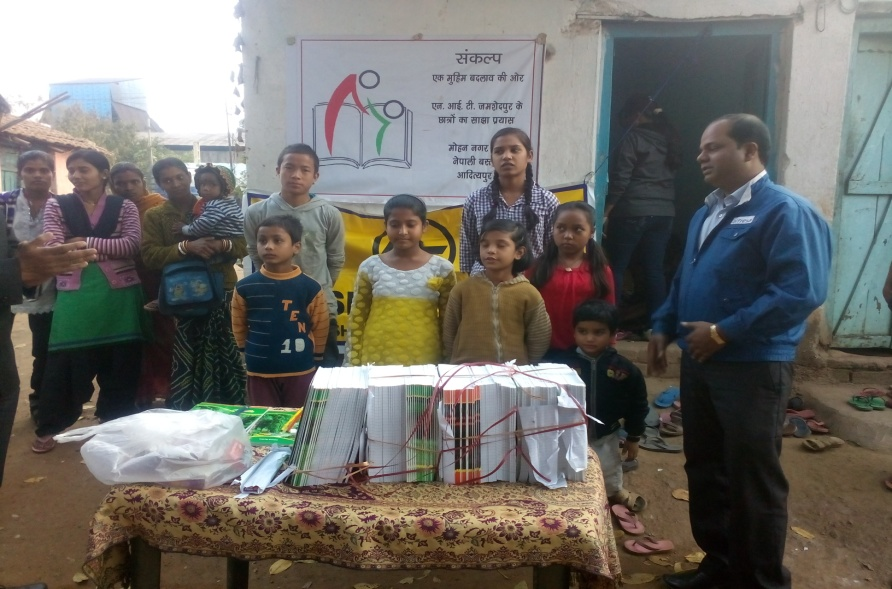 संकल्प
एक मुहिम बदलाव की ओर
एन. आई. टी. जमशेदपुर के
छात्रों का साझा प्रयास
मोहन नगर
नेपाली बस्
आदित्यपु
TEN
10